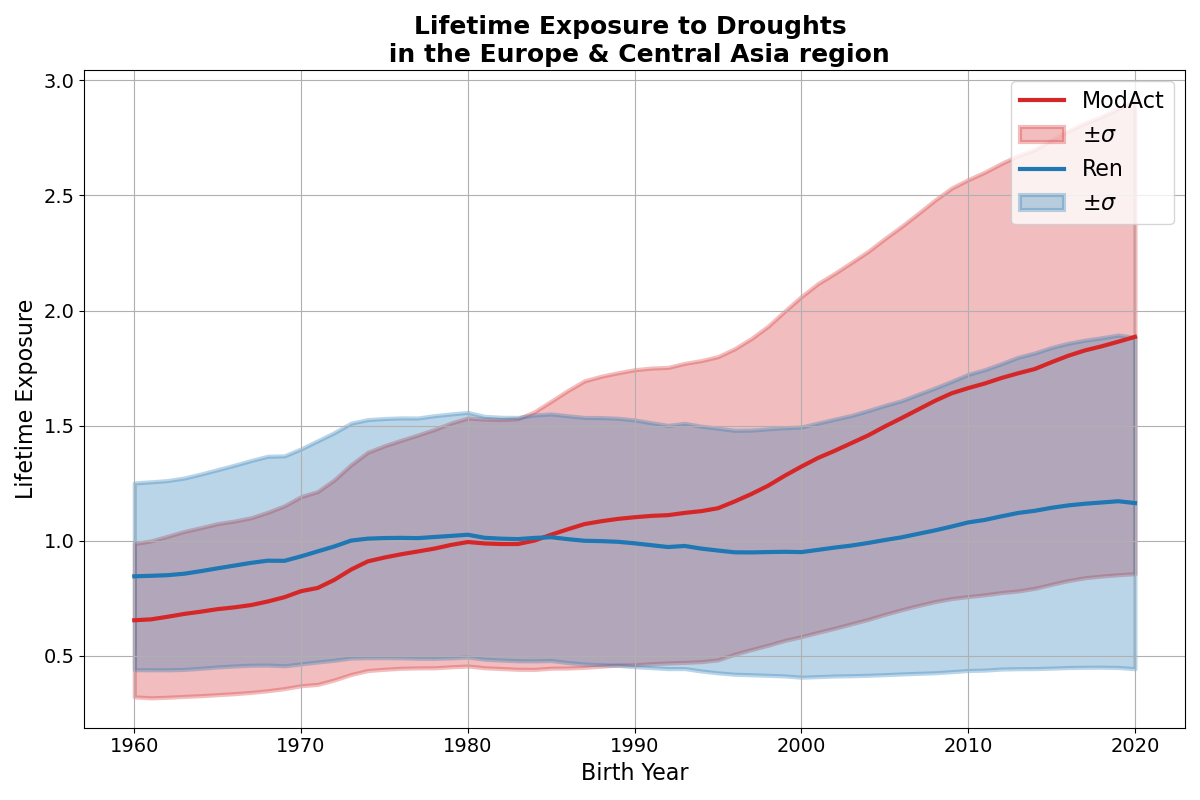 Lifetime Exposure to Droughts
in the Europe & Central Asia region
3.0
2.5
2.0
1.5
1.0
0.5
Lifetime Exposure
1960 1970 1980 1990 2000 2010 2020
Birth Year
ModAct
±σ
Ren
±σ